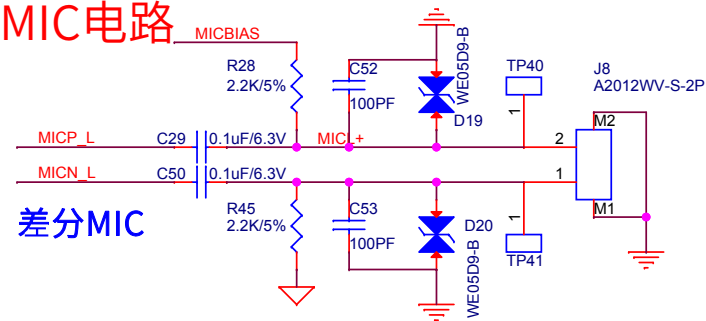 MIC电路
MICBIAS
R28
2.2K/5%
C52
100PF
WE05D9-B
D19
TP40
1
J8
A2012WV-S-2P
M2
MICP_L
C29
0.1uF/6.3V
MICL+
2
MICN_L
C50
0.1uF/6.3V
1
M1
差分MIC
R45
2.2K/5%
C53
100PF
D20
WE05D9-B
1
TP41